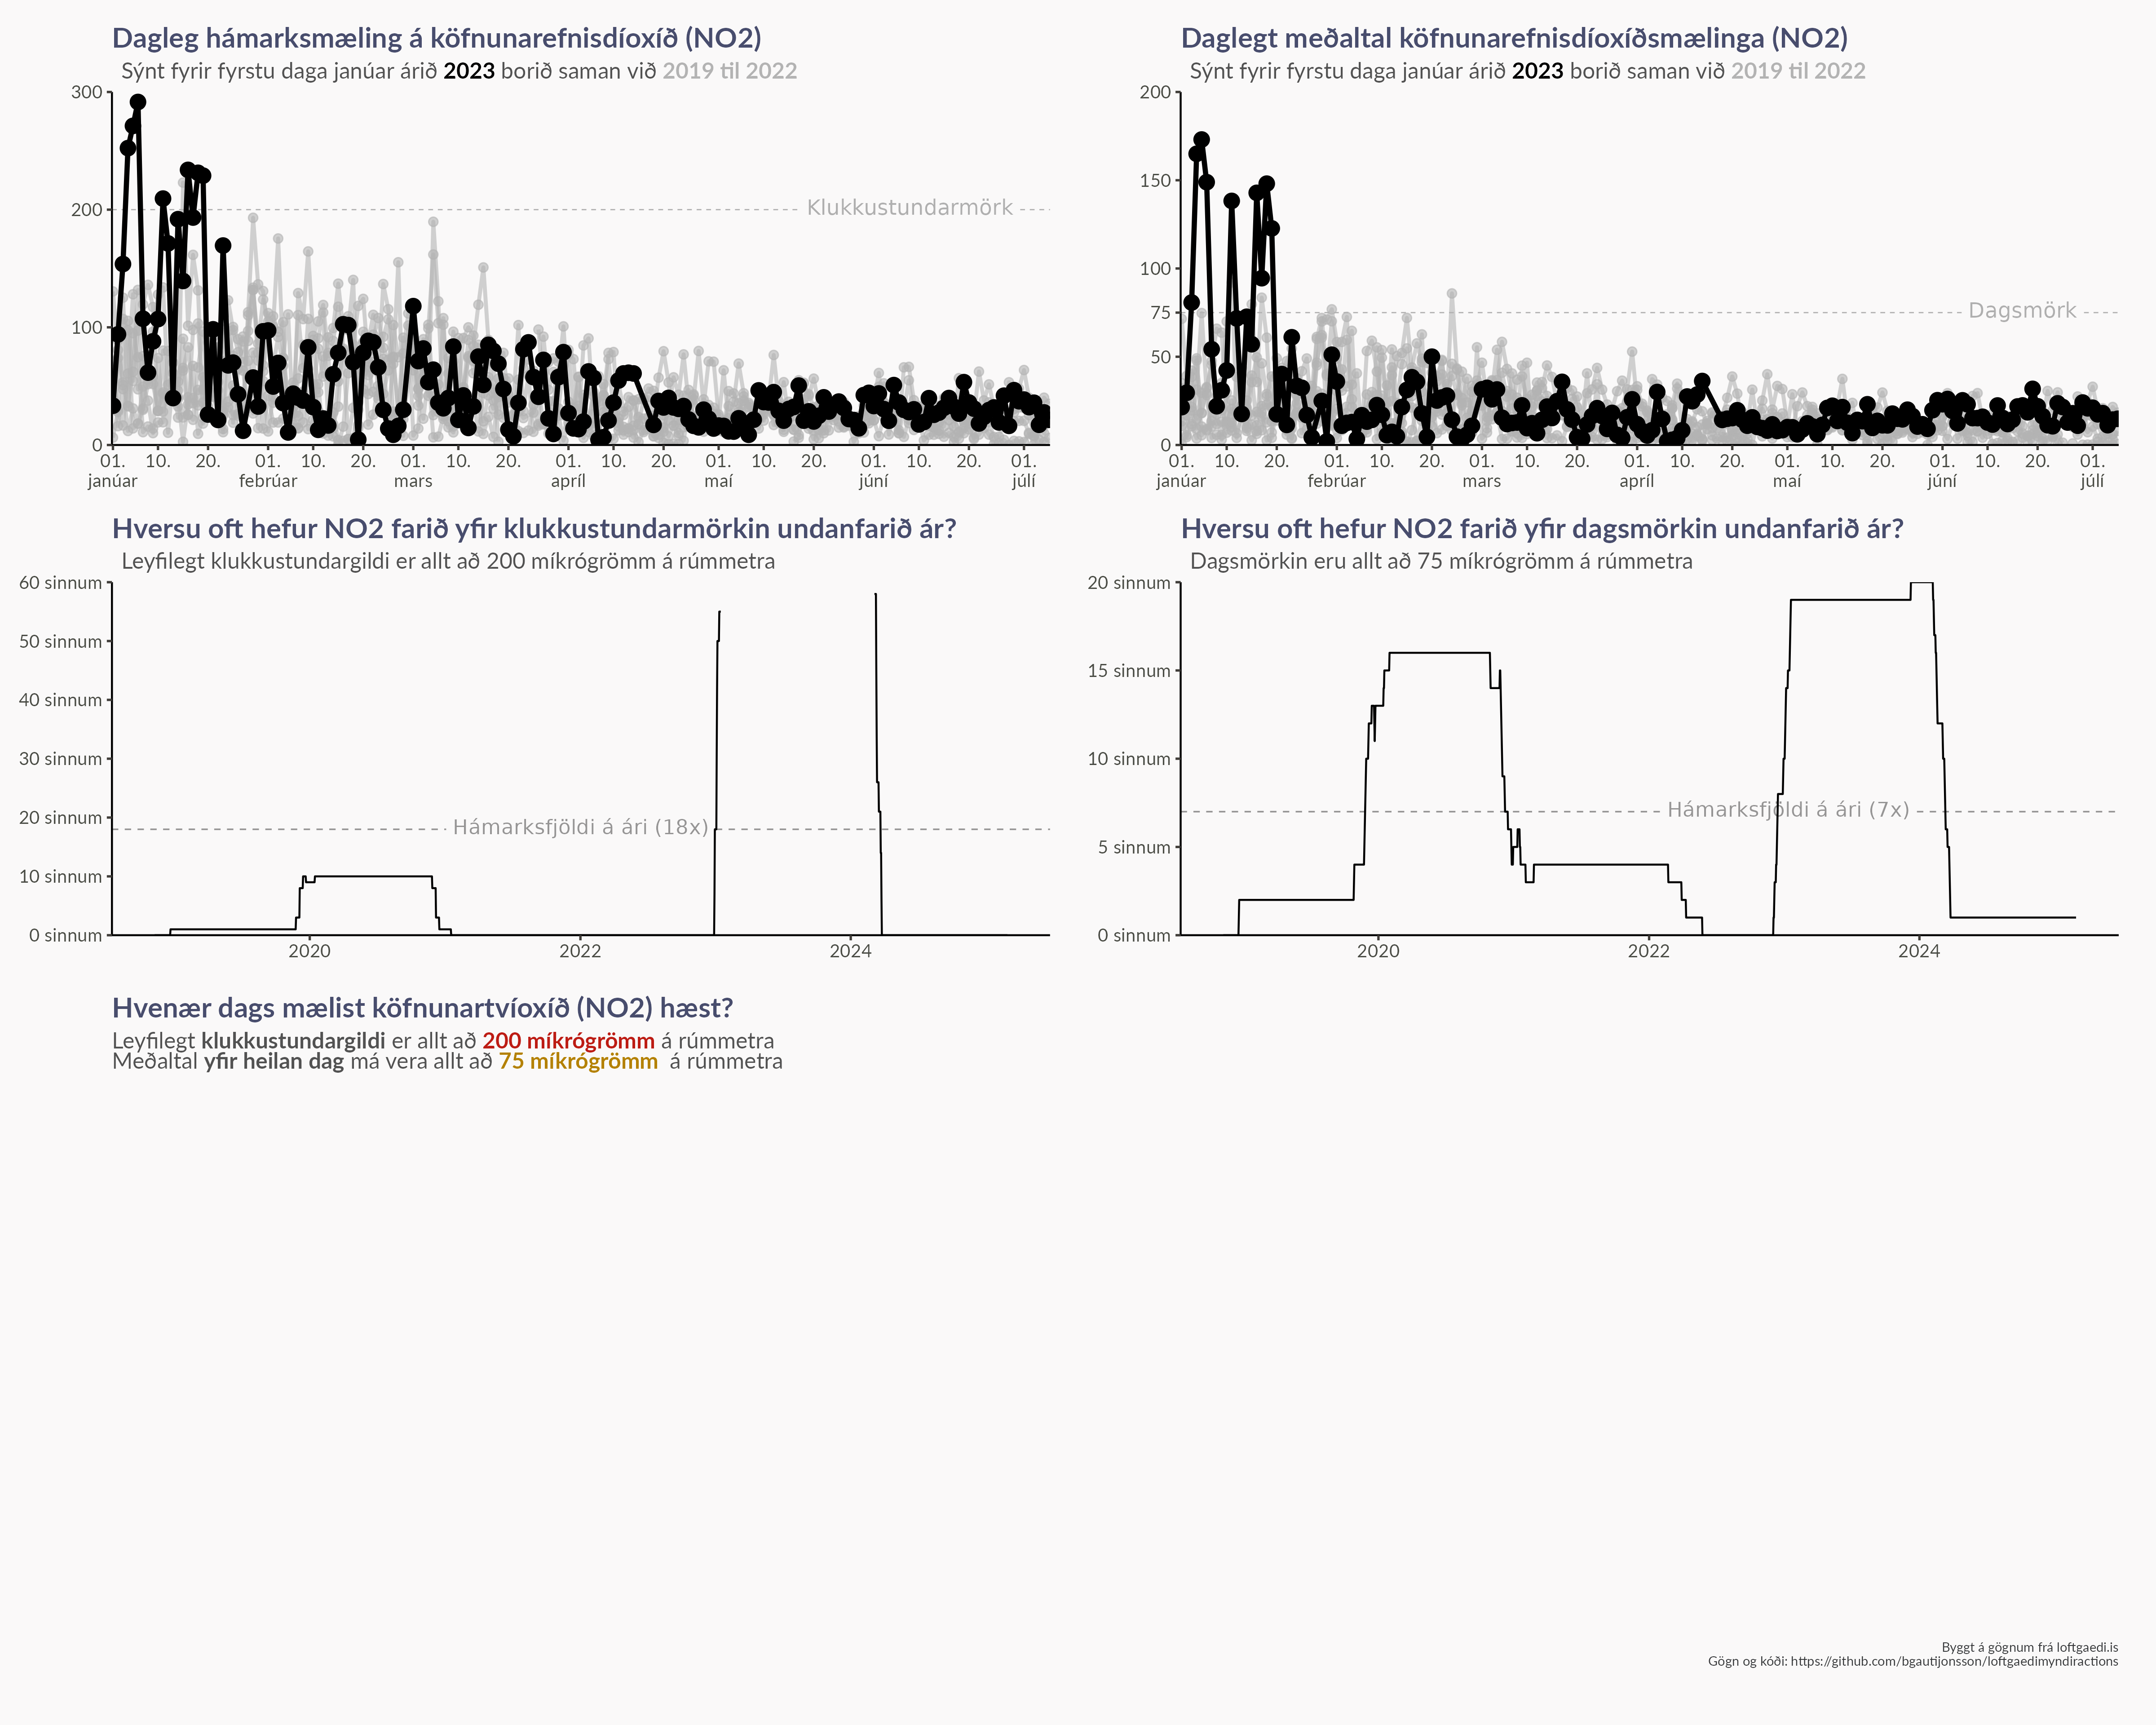 Dagleg hámarksmæling á köfnunarefnisdíoxíð (NO2)
Sýnt fyrir fyrstu daga janúar árið 2023 borið saman við 2019 til 2022
300
200
100
0
Klukkustundarmörk
01. 10. 20. 01. 10. 20. 01. 10. 20. 01. 10. 20. 01. 10. 20. 01. 10. 20. 01.
janúar febrúar mars apríl maí júní júlí
Daglegt meðaltal köfnunarefnisdíoxíðsmælinga (NO2)
Sýnt fyrir fyrstu daga janúar árið 2023 borið saman við 2019 til 2022
200
150
100
75
50
0
Dagsmörk
01. 10. 20. 01. 10. 20. 01. 10. 20. 01. 10. 20. 01. 10. 20. 01. 10. 20. 01.
janúar febrúar mars apríl maí júní júlí
Hversu oft hefur NO2 farið yfir klukkustundarmörkin undanfarið ár?
Leyfilegt klukkustundargildi er allt að 200 míkrógrömm á rúmmetra
60 sinnum
50 sinnum
40 sinnum
30 sinnum
20 sinnum
10 sinnum
0 sinnum
Hámarksfjöldi á ári (18x)
2020 2022 2024
Hversu oft hefur NO2 farið yfir dagsmörkin undanfarið ár?
Dagsmörkin eru allt að 75 míkrógrömm á rúmmetra
20 sinnum
15 sinnum
10 sinnum
5 sinnum
0 sinnum
Hámarksfjöldi á ári (7x)
2020 2022 2024
Hvenær dags mælist köfnunartvíoxíð (NO2) hæst?
Leyfilegt klukkustundargildi er allt að 200 míkrógrömm á rúmmetra
Meðaltal yfir heilan dag má vera allt að 75 míkrógrömm á rúmmetra
Byggt á gögnum frá loftgaedi.is
Gögn og kóði: https://github.com/bgautijonsson/loftgaedimyndiractions